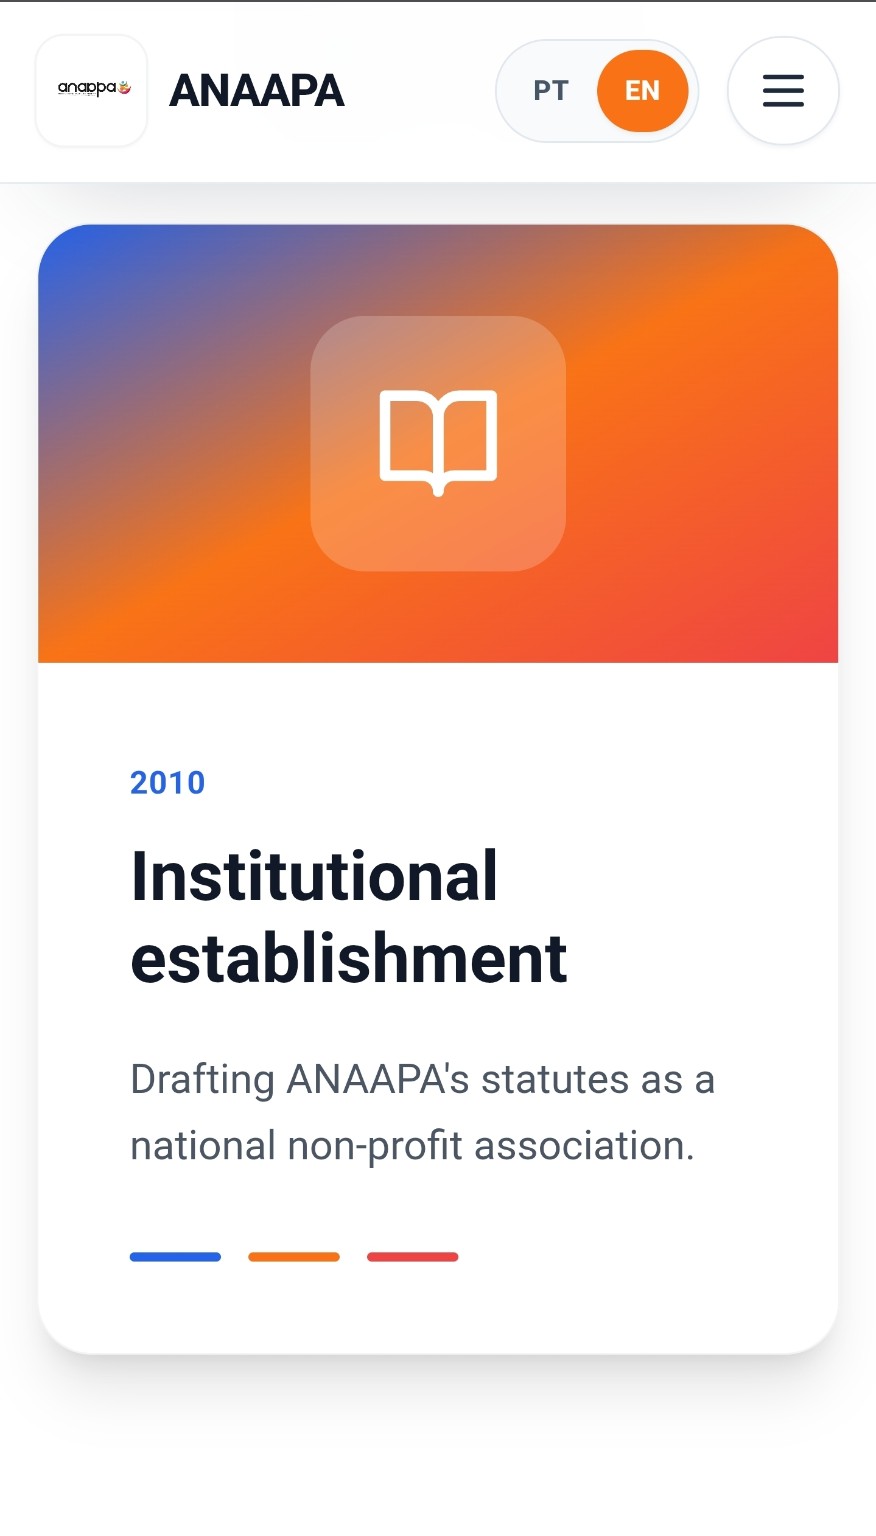 anappa
ANAAPA
PT
EN
2010
Institutional
establishment
Drafting ANAAPA's statutes as a
national non-profit association.